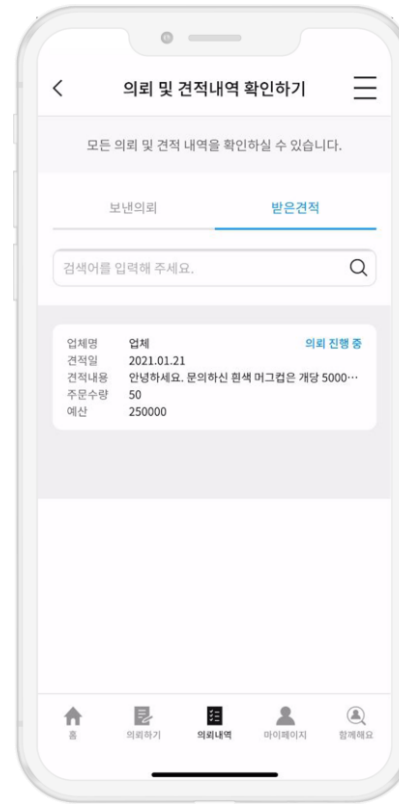 의뢰 및 견적내역 확인하기
모든 의뢰 및 견적 내역을 확인하실 수 있습니다.
보낸의뢰 받은견적
검색어를 입력해 주세요.
업체명 업체 의뢰 진행 중
견적일 2021.01.21
견적내용 안녕하세요. 문의하신 흰색 머그컵은 개당 5000···
주문수량 50
예산 250000
홈 의뢰하기 의뢰내역 마이페이지 함께해요